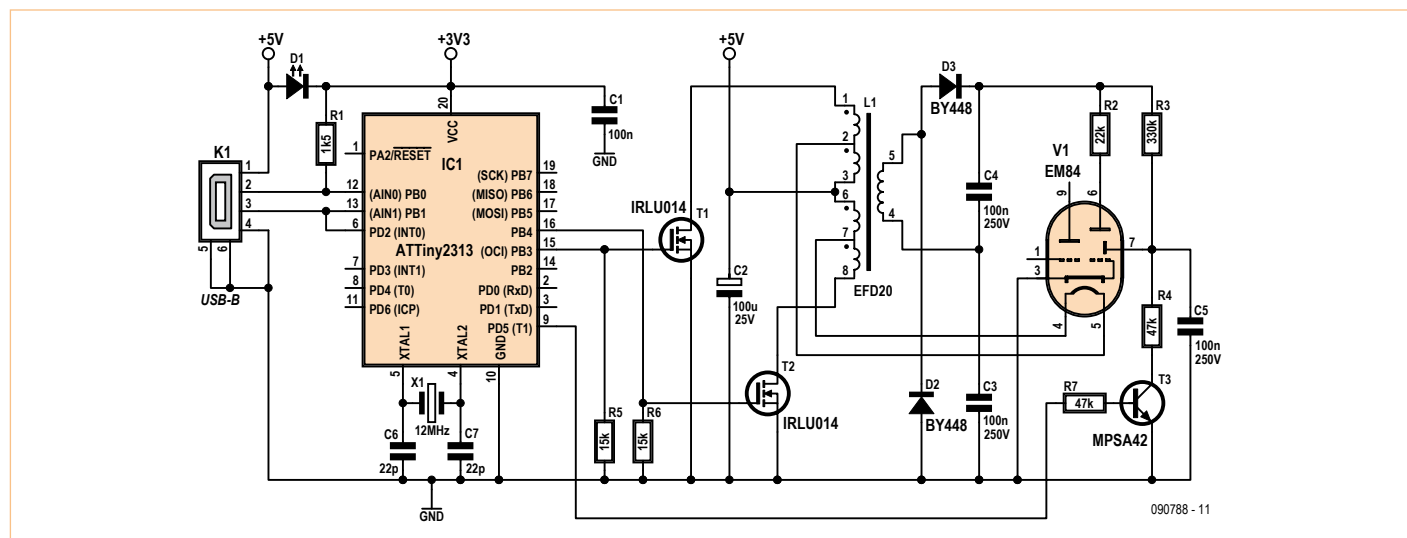 +5V
D1
+3V3
+5V
R1
1k5
C1
100n
GND
K1
1
2
3
4
5
6
USB-B
20
VCC
IC1
ATTiny2313
1
PA2/RESET
12
(AIN0) PB0
13
(AIN1) PB1
6
PD2 (INT0)
7
PD3 (INT1)
8
PD4 (T0)
11
PD6 (ICP)
(SCK) PB7
19
(MISO) PB6
18
(MOSI) PB5
17
PB4
16
(OCI) PB3
15
PB2
14
PD0 (RxD)
2
PD1 (TxD)
3
PD5 (T1)
9
XTAL1
XTAL2
GND
5
4
10
X1
12MHz
C6
22p
C7
22p
GND
R5
15k
R6
15k
IRLU014
T1
T2
IRLU014
C2
100u
25V
1
2
3
6
7
8
L1
5
4
EFD20
D3
BY448
D2
BY448
C4
100n
250V
C3
100n
250V
R2
22k
R3
330k
V1
EM84
9
6
7
1
3
4
5
R4
47k
C5
100n
250V
R7
47k
T3
MPSA42
090788 - 11